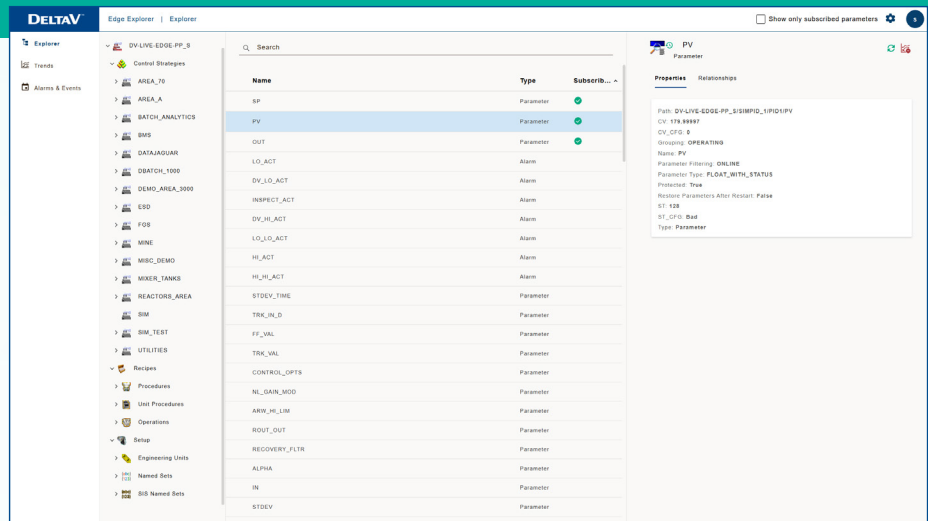 DELTAV
Edge Explorer | Explorer
Show only subscribed parameters
S
Explorer
Trends
Alarms & Events
DV-LIVE-EDGE-PP_S
Control Strategies
AREA_70
AREA_A
BATCH_ANALYTICS
BMS
DATAJAGUAR
DBATCH_1000
DEMO_AREA_3000
ESD
FGS
MINE
MISC_DEMO
MIXER_TANKS
REACTORS_AREA
SIM
SIM_TEST
UTILITIES
Recipes
Procedures
Unit Procedures
Operations
Setup
Engineering Units
Named Sets
SIS Named Sets
Search
Name Type Subscrib...
SP Parameter
PV Parameter
OUT Parameter
LO_ACT Alarm
DV_LO_ACT Alarm
INSPECT_ACT Alarm
DV_HI_ACT Alarm
LO_LO_ACT Alarm
HI_ACT Alarm
HI_HI_ACT Alarm
STDEV_TIME Parameter
TRK_IN_D Parameter
FF_VAL Parameter
TRK_VAL Parameter
CONTROL_OPTS Parameter
NL_GAIN_MOD Parameter
ARW_HI_LIM Parameter
ROUT_OUT Parameter
RECOVERY_FLTR Parameter
ALPHA Parameter
IN Parameter
STDEV Parameter
PV
Parameter
Properties Relationships
Path: DV-LIVE-EDGE-PP_S/SIMPID_1/PID1/PV
CV: 179.99997
CV_CFG: 0
Grouping: OPERATING
Name: PV
Parameter Filtering: ONLINE
Parameter Type: FLOAT_WITH_STATUS
Protected: True
Restore Parameters After Restart: False
ST: 128
ST_CFG: Bad
Type: Parameter